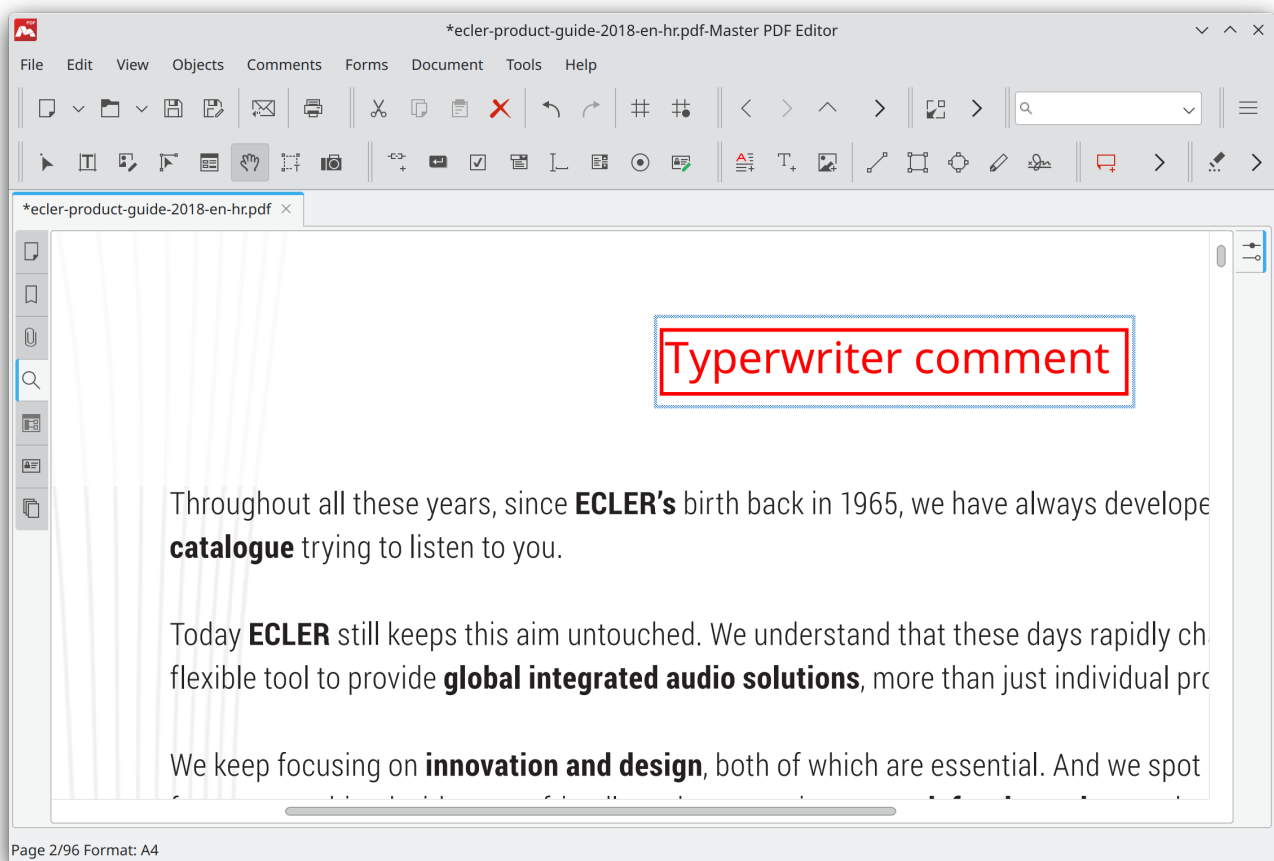 *ecler-product-guide-2018-en-hr.pdf-Master PDF Editor
File Edit View Objects Comments Forms Document Tools Help
*ecler-product-guide-2018-en-hr.pdf
Typerwriter comment
Throughout all these years, since ECLER’s birth back in 1965, we have always develope
catalogue trying to listen to you.
Today ECLER still keeps this aim untouched. We understand that these days rapidly ch
flexible tool to provide global integrated audio solutions, more than just individual pro
We keep focusing on innovation and design, both of which are essential. And we spot
Page 2/96 Format: A4